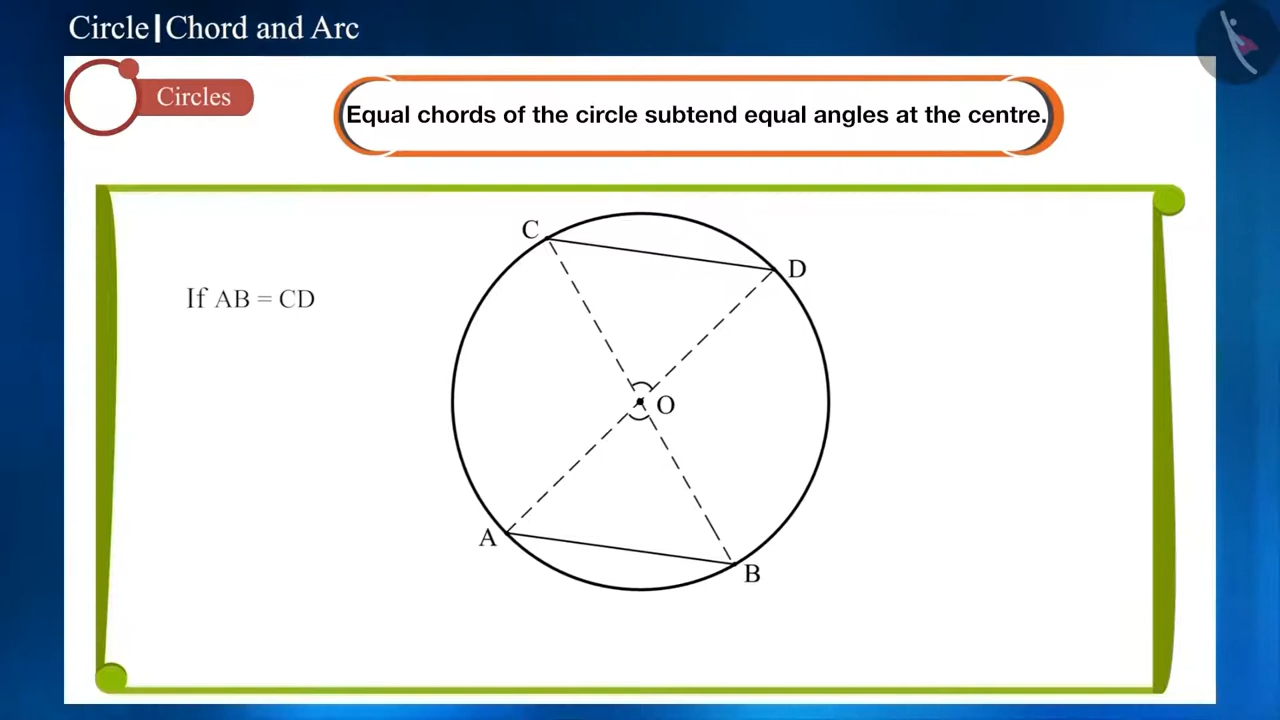 Circle|Chord and Arc
Circles
Equal chords of the circle subtend equal angles at the centre.
C
D
If AB = CD
O
A
B